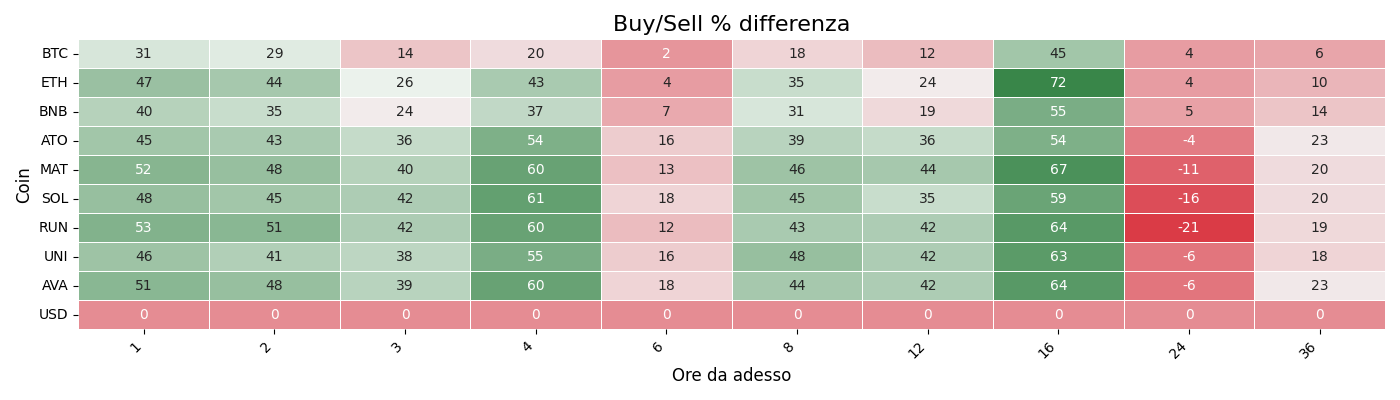 Buy/Sell % differenza
Coin
BTC 31 29 14 20 2 18 12 45 4 6
ETH 47 44 26 43 4 35 24 72 4 10
BNB 40 35 24 37 7 31 19 55 5 14
ATO 45 43 36 54 16 39 36 54 -4 23
MAT 52 48 40 60 13 46 44 67 -11 20
SOL 48 45 42 61 18 45 35 59 -16 20
RUN 53 51 42 60 12 43 42 64 -21 19
UNI 46 41 38 55 16 48 42 63 -6 18
AVA 51 48 39 60 18 44 42 64 -6 23
USD 0 0 0 0 0 0 0 0 0 0
1 2 3 4 6 8 12 16 24 36
Ore da adesso